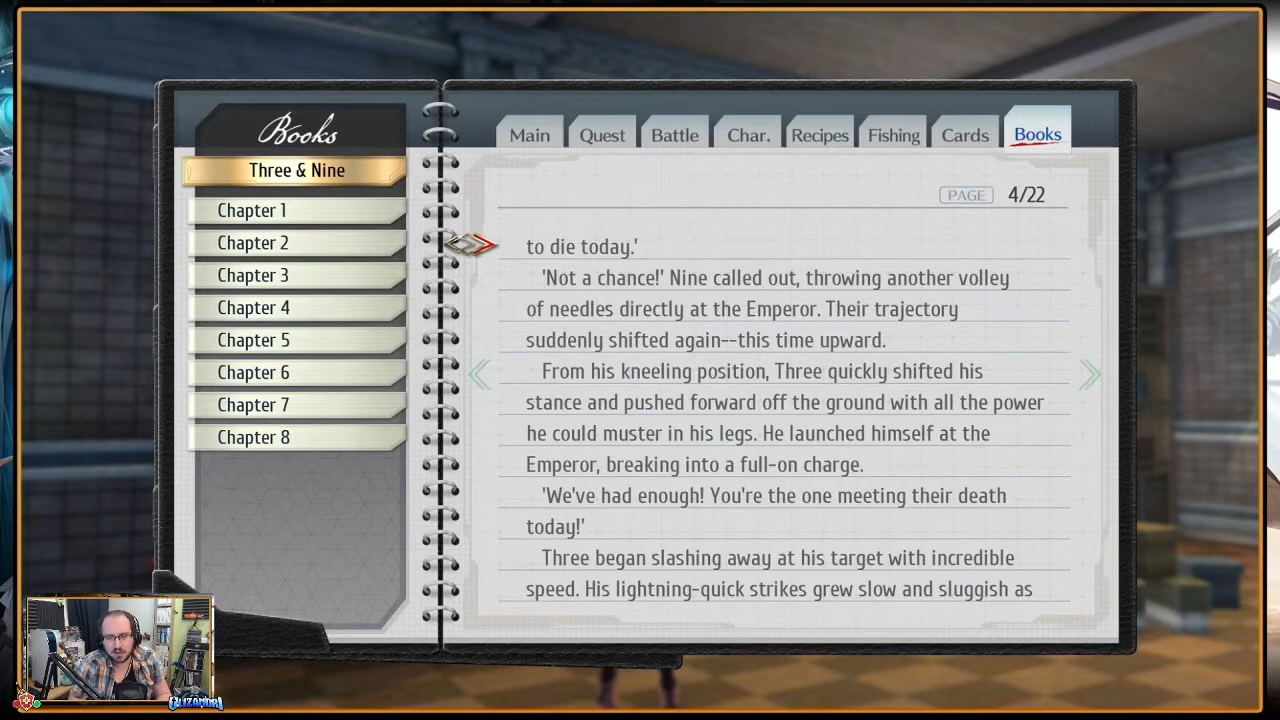 Books
Three & Nine
Chapter 1
Chapter 2
Chapter 3
Chapter 4
Chapter 5
Chapter 6
Chapter 7
Chapter 8
Main Quest Battle Char. Recipes Fishing Cards Books
PAGE 4/22
to die today.'
'Not a chance!' Nine called out, throwing another volley
of needles directly at the Emperor. Their trajectory
suddenly shifted again--this time upward.
From his kneeling position, Three quickly shifted his
stance and pushed forward off the ground with all the power
he could muster in his legs. He launched himself at the
Emperor, breaking into a full-on charge.
'We've had enough! You're the one meeting their death
today!'
Three began slashing away at his target with incredible
speed. His lightning-quick strikes grew slow and sluggish as